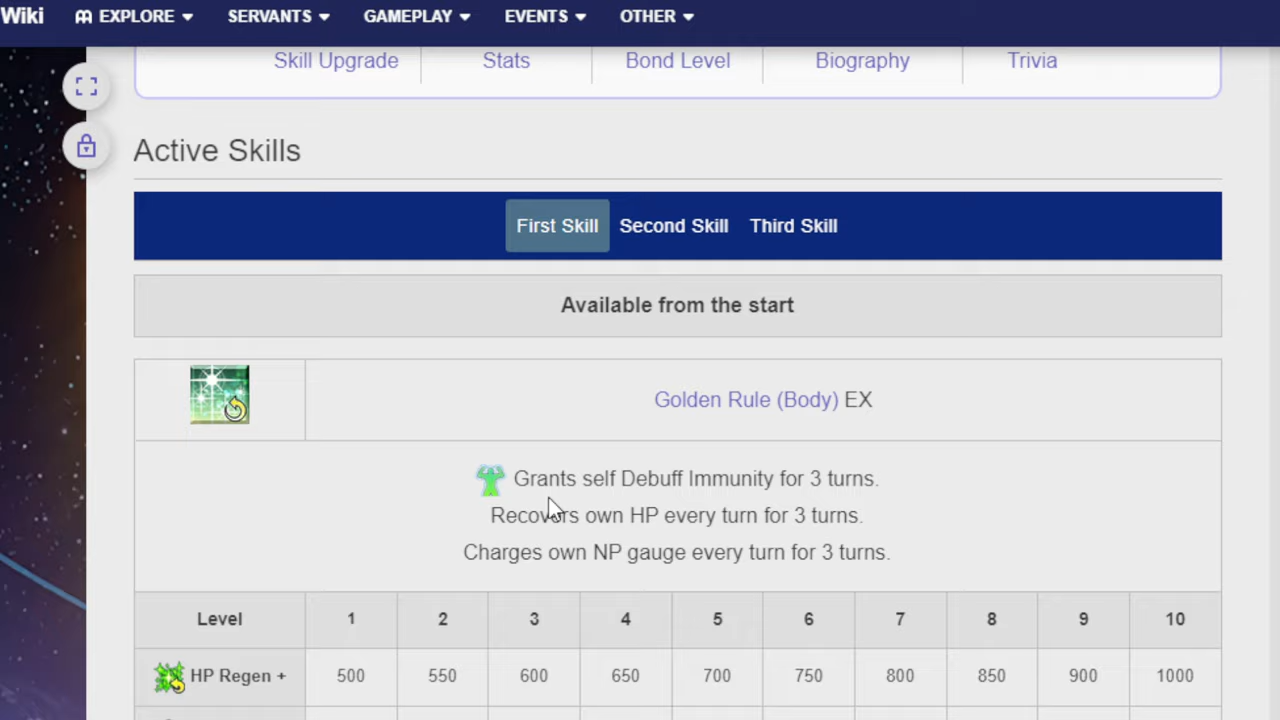 Wiki EXPLORE SERVANTS GAMEPLAY EVENTS OTHER
Skill Upgrade Stats Bond Level Biography Trivia
Active Skills
First Skill Second Skill Third Skill
Available from the start
Golden Rule (Body) EX
Grants self Debuff Immunity for 3 turns.
Recovers own HP every turn for 3 turns.
Charges own NP gauge every turn for 3 turns.
Level 1 2 3 4 5 6 7 8 9 10
HP Regen + 500 550 600 650 700 750 800 850 900 1000